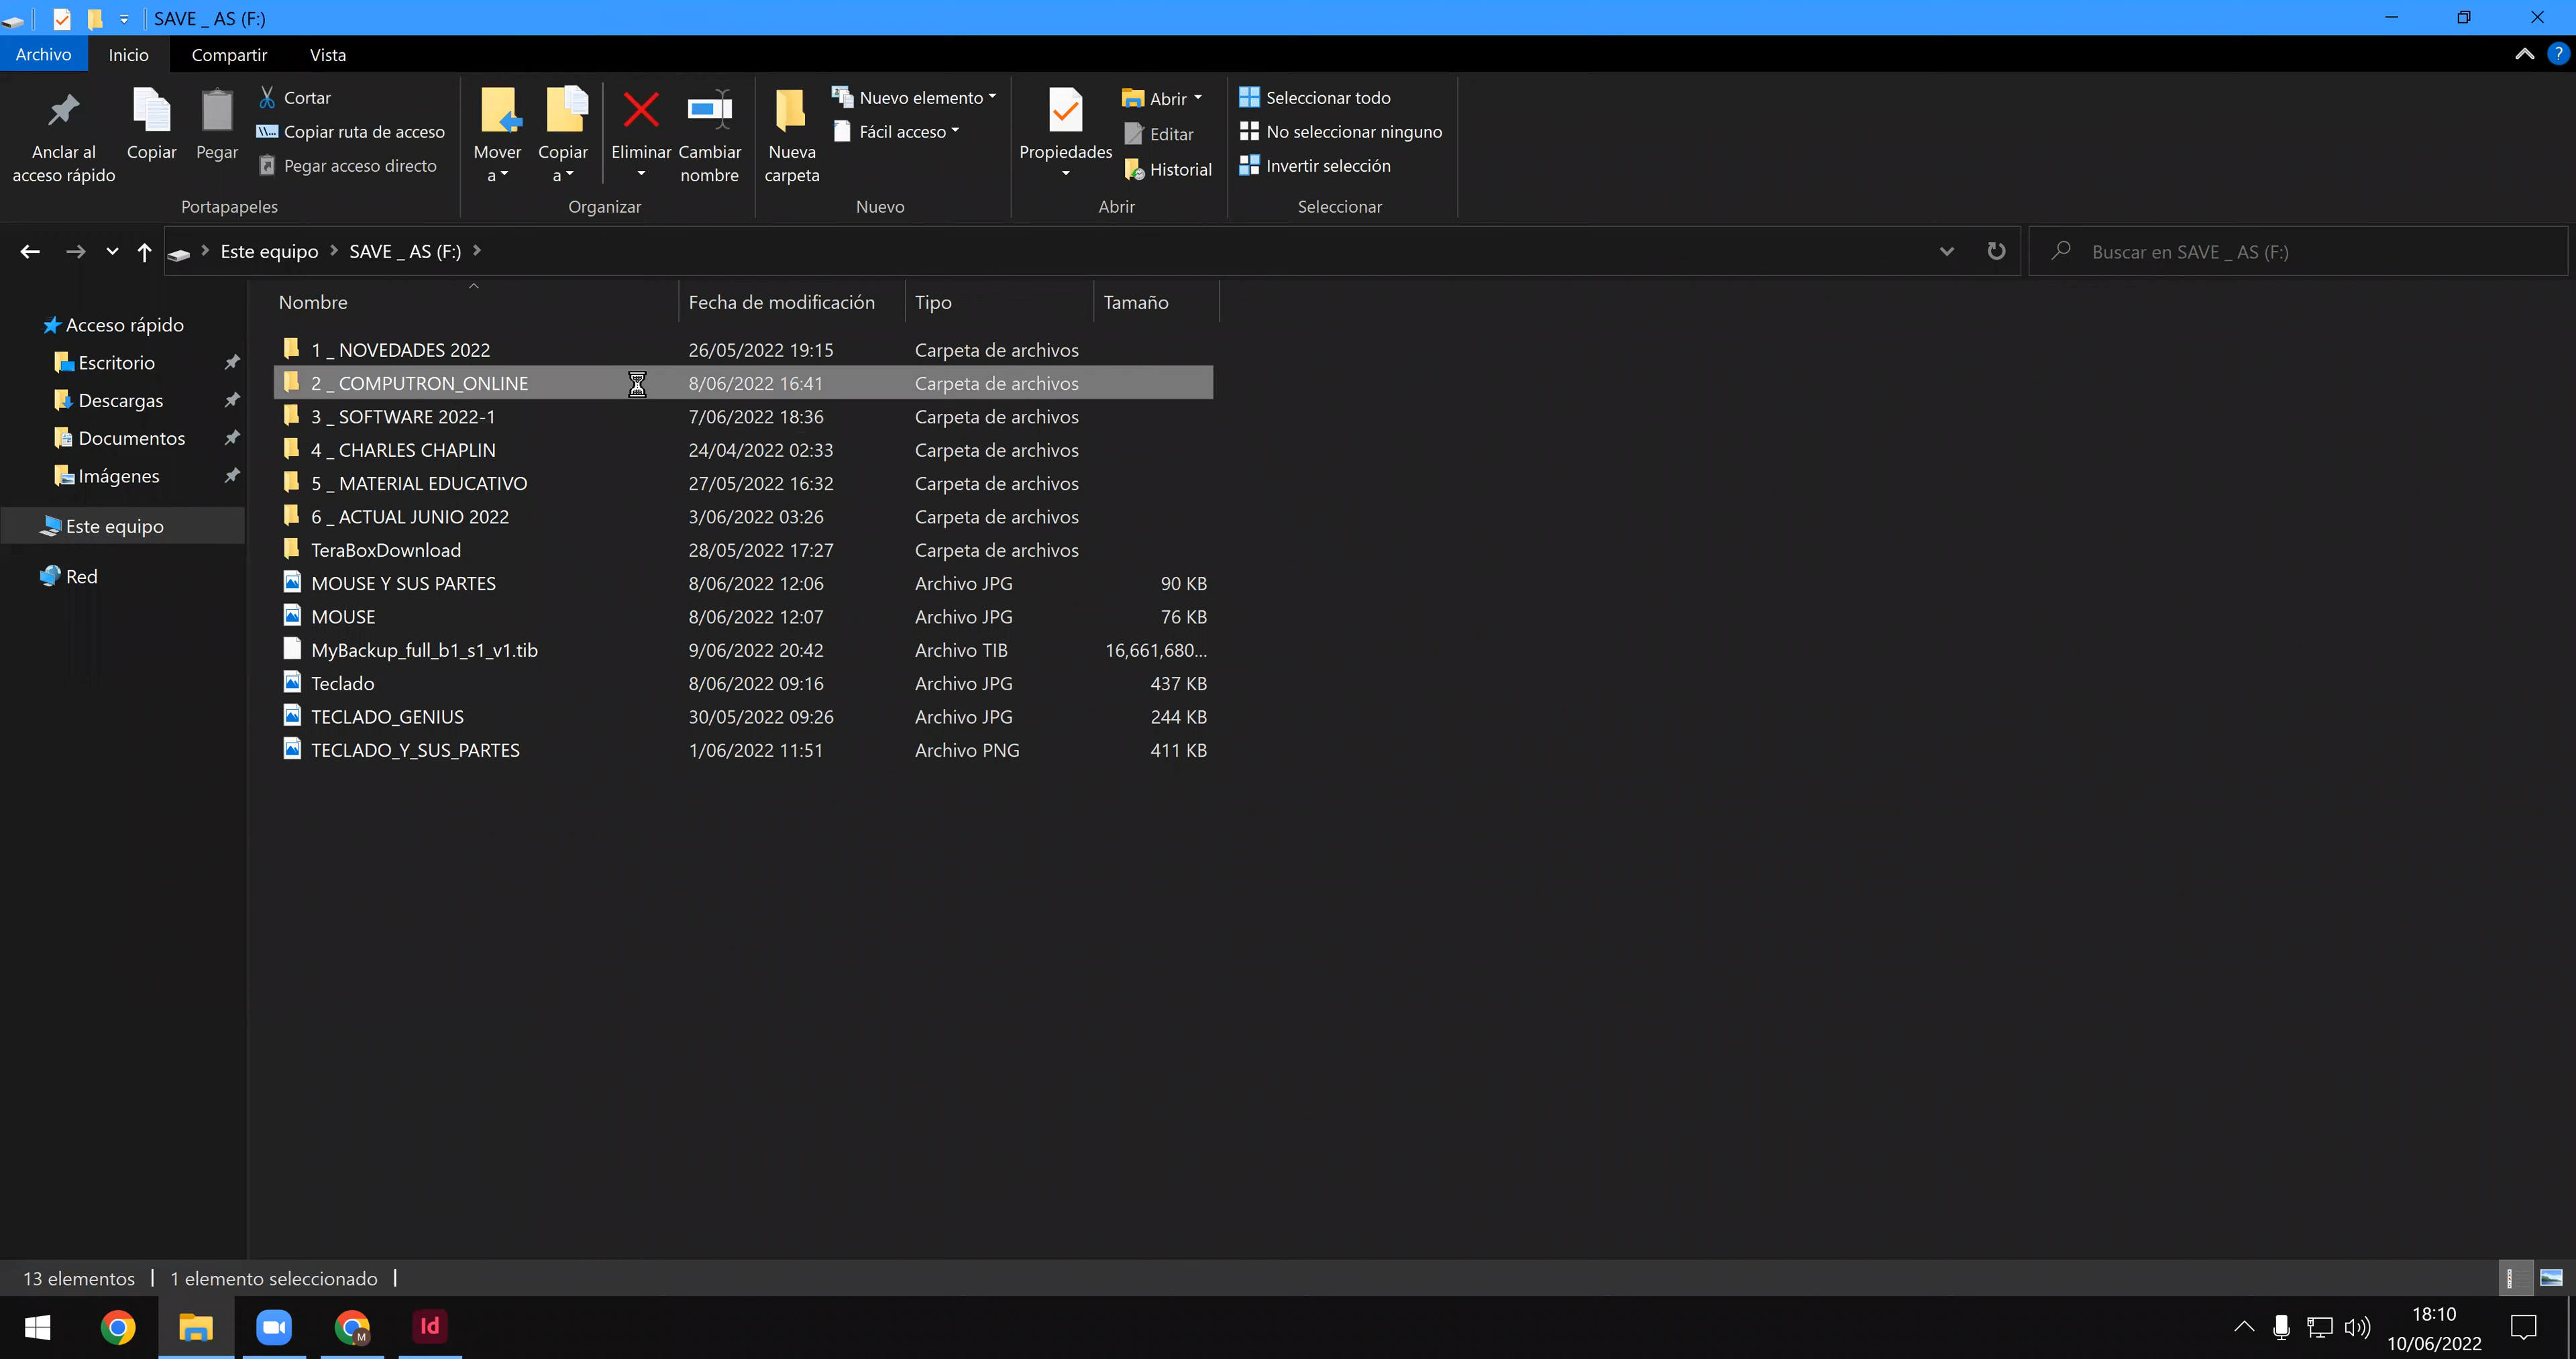 SAVE _ AS (F:)
Archivo Inicio Compartir Vista ?
Anclar al acceso rápido
Copiar
Pegar
Cortar
Copiar ruta de acceso
Pegar acceso directo
Portapapeles
Mover a
Copiar a
Eliminar
Cambiar nombre
Organizar
Nueva carpeta
Nuevo elemento
Fácil acceso
Nuevo
Propiedades
Abrir
Editar
Historial
Abrir
Seleccionar todo
No seleccionar ninguno
Invertir selección
Seleccionar
Este equipo SAVE _ AS (F:)
Buscar en SAVE _ AS (F:)
Acceso rápido
Escritorio
Descargas
Documentos
Imágenes
Este equipo
Red
Nombre Fecha de modificación Tipo Tamaño
1 _ NOVEDADES 2022 26/05/2022 19:15 Carpeta de archivos
2 _ COMPUTRON_ONLINE 8/06/2022 16:41 Carpeta de archivos
3 _ SOFTWARE 2022-1 7/06/2022 18:36 Carpeta de archivos
4 _ CHARLES CHAPLIN 24/04/2022 02:33 Carpeta de archivos
5 _ MATERIAL EDUCATIVO 27/05/2022 16:32 Carpeta de archivos
6 _ ACTUAL JUNIO 2022 3/06/2022 03:26 Carpeta de archivos
TeraBoxDownload 28/05/2022 17:27 Carpeta de archivos
MOUSE Y SUS PARTES 8/06/2022 12:06 Archivo JPG 90 KB
MOUSE 8/06/2022 12:07 Archivo JPG 76 KB
MyBackup_full_b1_s1_v1.tib 9/06/2022 20:42 Archivo TIB 16,661,680...
Teclado 8/06/2022 09:16 Archivo JPG 437 KB
TECLADO_GENIUS 30/05/2022 09:26 Archivo JPG 244 KB
TECLADO_Y_SUS_PARTES 1/06/2022 11:51 Archivo PNG 411 KB
13 elementos 1 elemento seleccionado
M
Id
18:10
10/06/2022